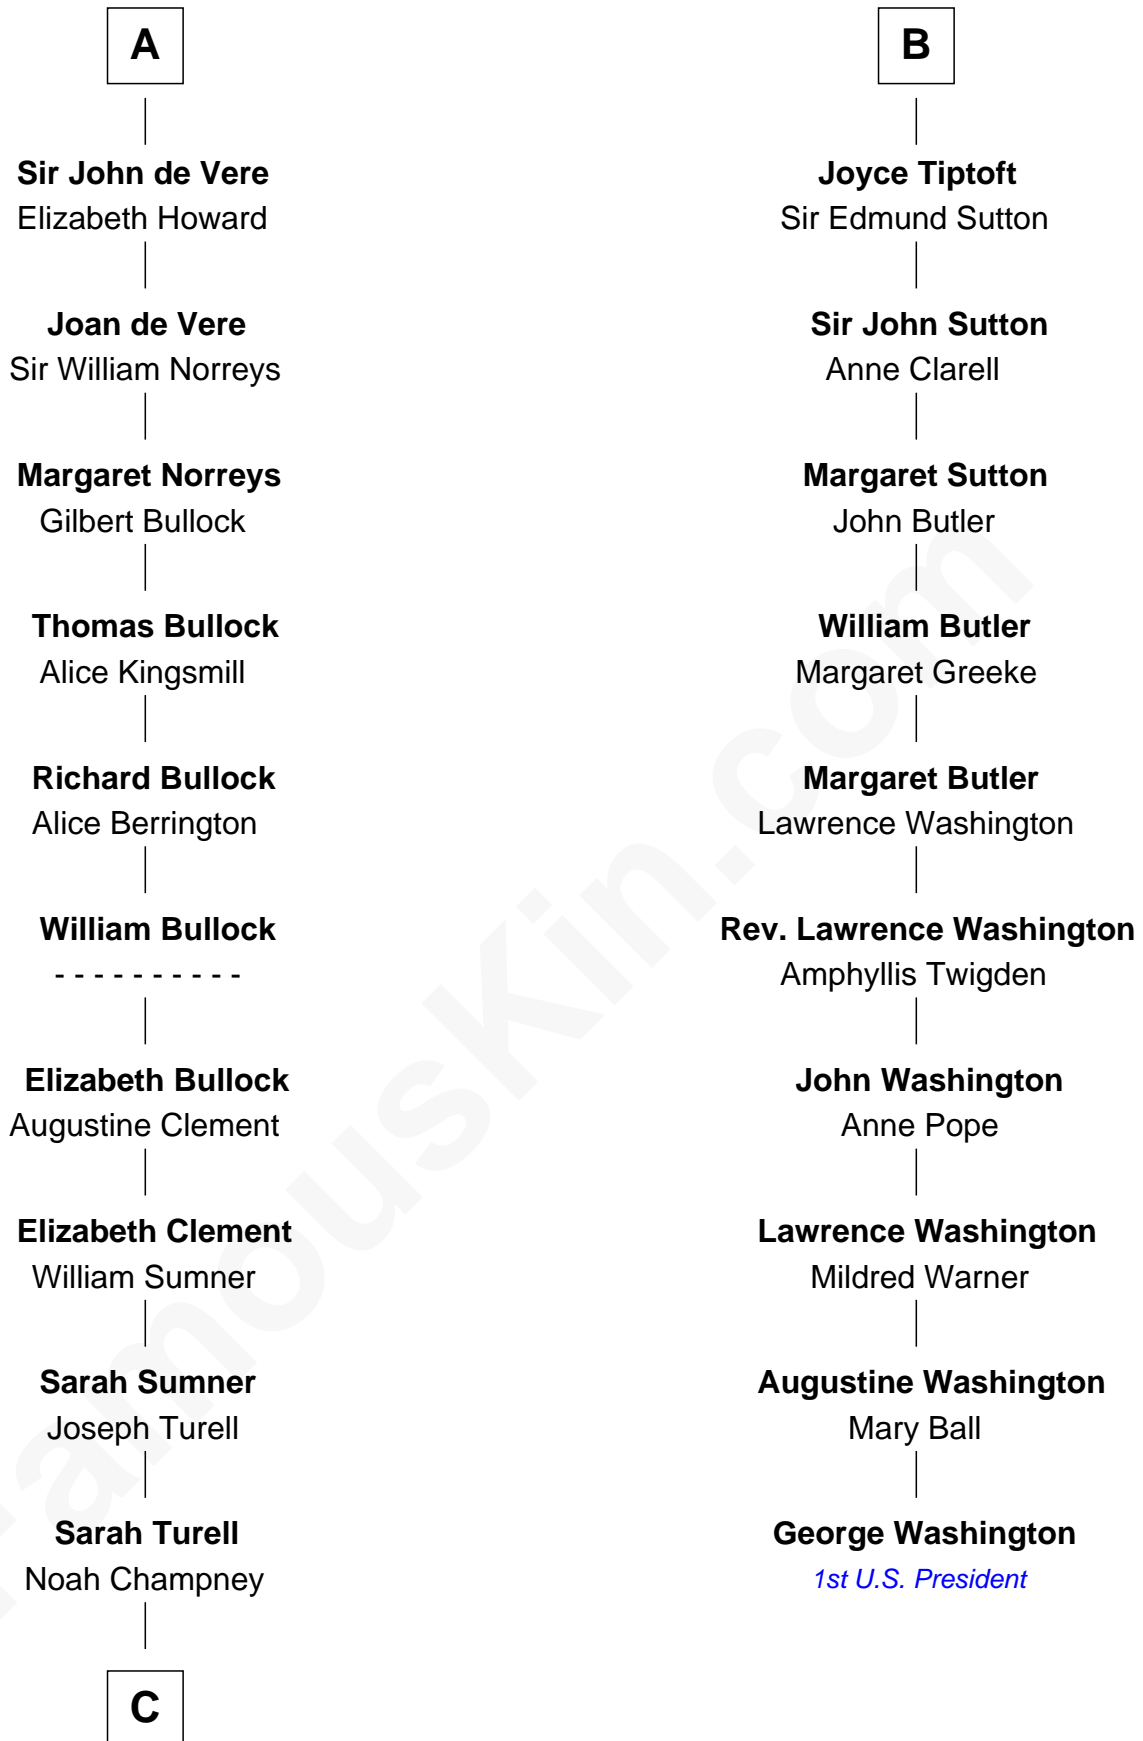 A
Sir John de Vere
Elizabeth Howard
Joan de Vere
Sir William Norreys
Margaret Norreys
Gilbert Bullock
Thomas Bullock
Alice Kingsmill
Richard Bullock
Alice Berrington
William Bullock
- - - - - - - - - -
Elizabeth Bullock
Augustine Clement
Elizabeth Clement
William Sumner
Sarah Sumner
Joseph Turell
Sarah Turell
Noah Champney
C
B
Joyce Tiptoft
Sir Edmund Sutton
Sir John Sutton
Anne Clarell
Margaret Sutton
John Butler
William Butler
Margaret Greeke
Margaret Butler
Lawrence Washington
Rev. Lawrence Washington
Amphyllis Twigden
John Washington
Anne Pope
Lawrence Washington
Mildred Warner
Augustine Washington
Mary Ball
George Washington
1st U.S. President
FamousKin.com